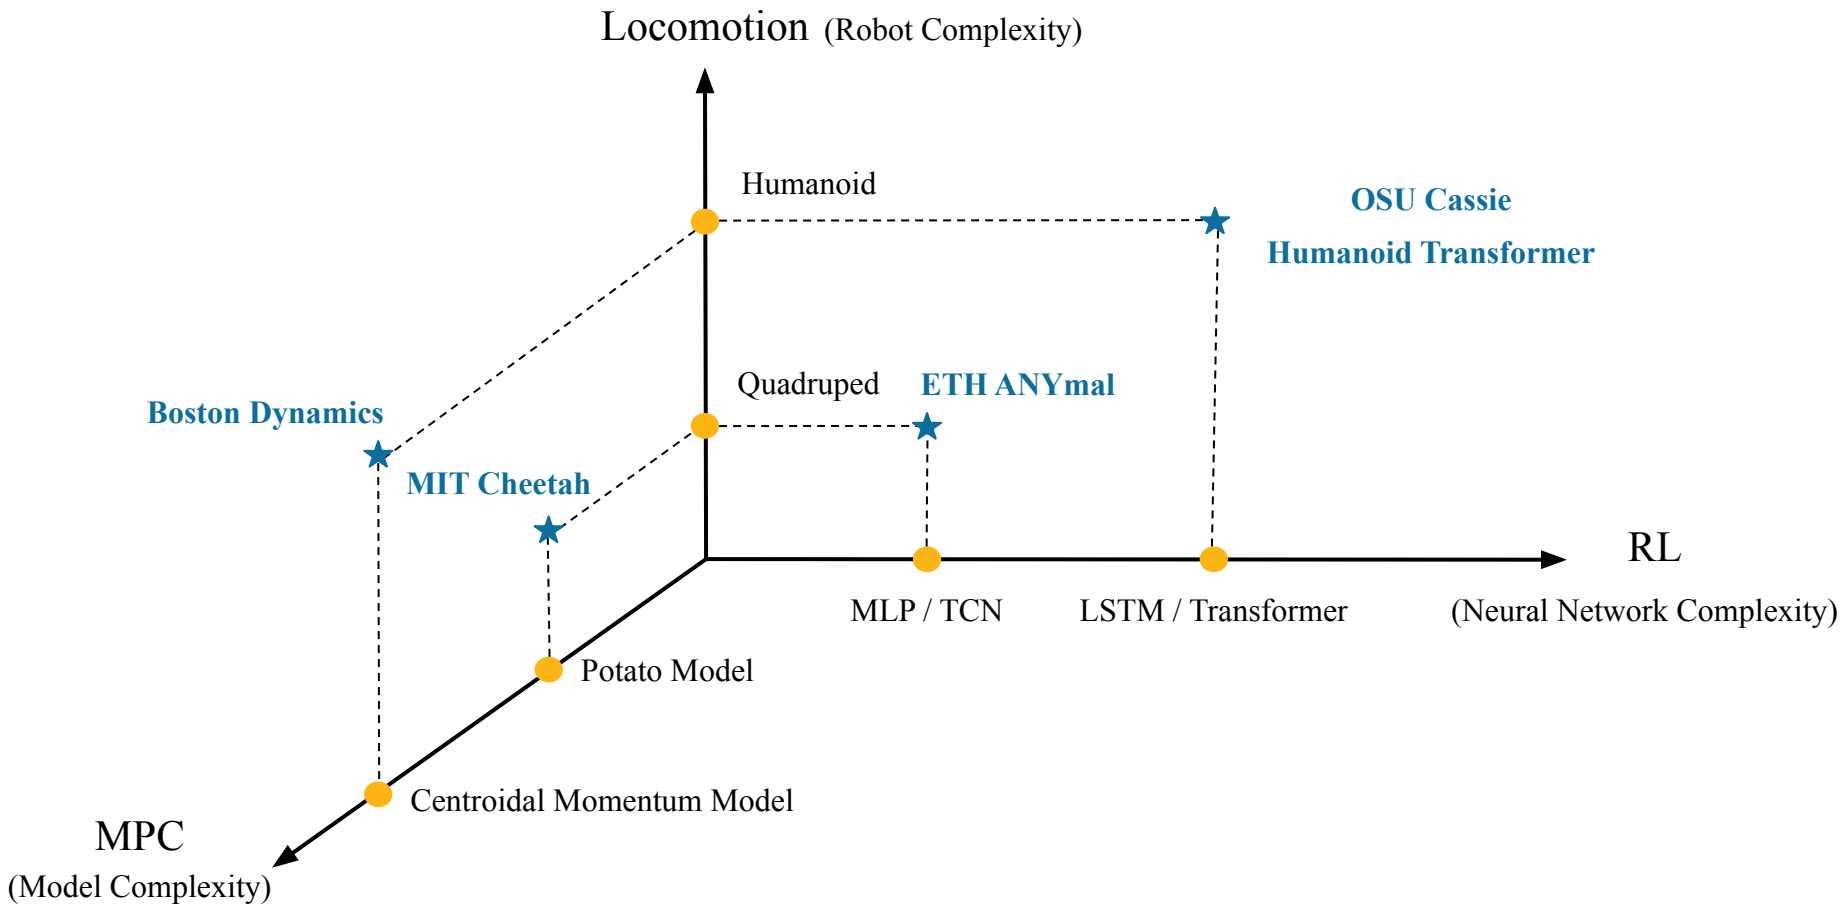 Locomotion (Robot Complexity)
Humanoid
OSU Cassie
Humanoid Transformer
Quadruped
ETH ANYmal
Boston Dynamics
MIT Cheetah
RL
(Neural Network Complexity)
MLP / TCN
LSTM / Transformer
Potato Model
Centroidal Momentum Model
MPC
(Model Complexity)